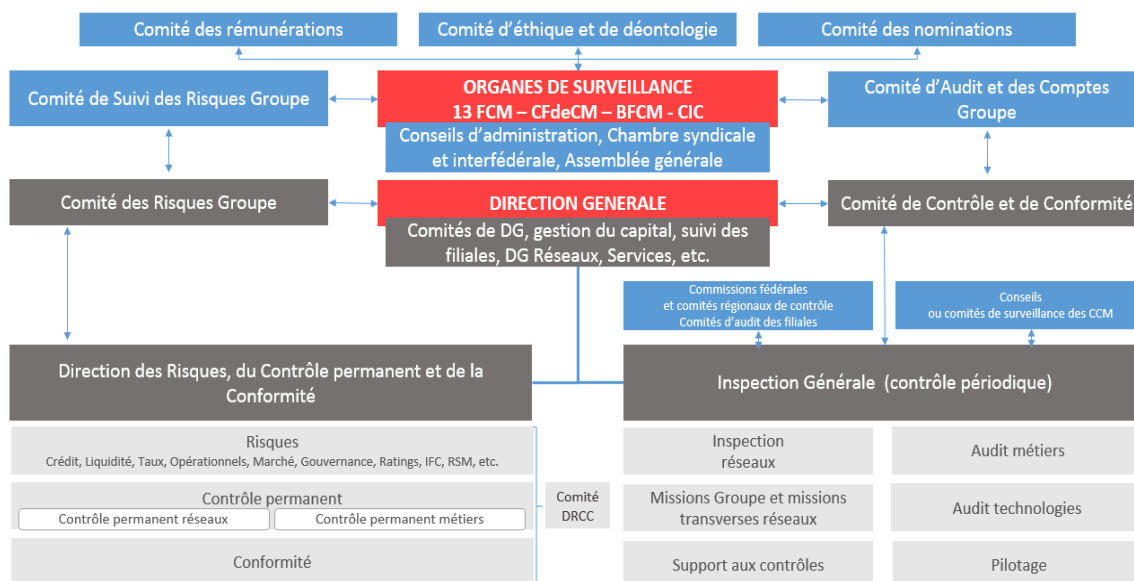 Comité des rémunérations
Comité d'éthique et de déontologie
Comité des nominations
Comité de Suivi des Risques Groupe
ORGANES DE SURVEILLANCE
13 FCM – CFdeCM – BFCM - CIC
Conseils d'administration, Chambre syndicale
et interfédérale, Assemblée générale
Comité d'Audit et des Comptes
Groupe
Comité des Risques Groupe
DIRECTION GENERALE
Comités de DG, gestion du capital, suivi des
filiales, DG Réseaux, Services, etc.
Comité de Contrôle et de Conformité
Commissions fédérales
et comités régionaux de contrôle
Comités d'audit des filiales
Conseils
ou comités de surveillance des CCM
Direction des Risques, du Contrôle permanent et de la
Conformité
Inspection Générale (contrôle périodique)
Risques
Crédit, Liquidité, Taux, Opérationnels, Marché, Gouvernance, Ratings, IFC, RSM, etc.
Contrôle permanent
Contrôle permanent réseaux
Contrôle permanent métiers
Conformité
Comité
DRCC
Inspection
réseaux
Audit métiers
Missions Groupe et missions
transverses réseaux
Audit technologies
Support aux contrôles
Pilotage